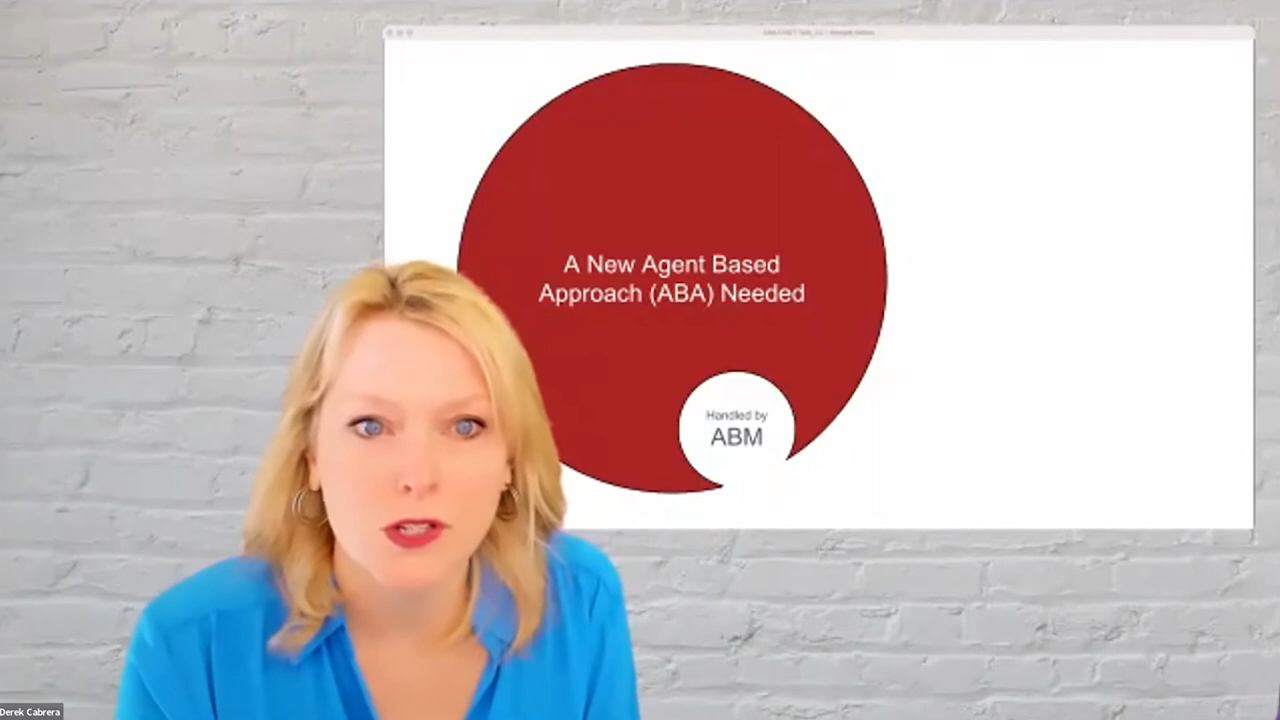 A New Agent Based
Approach (ABA) Needed
Handled by
ABM
Derek Cabrera